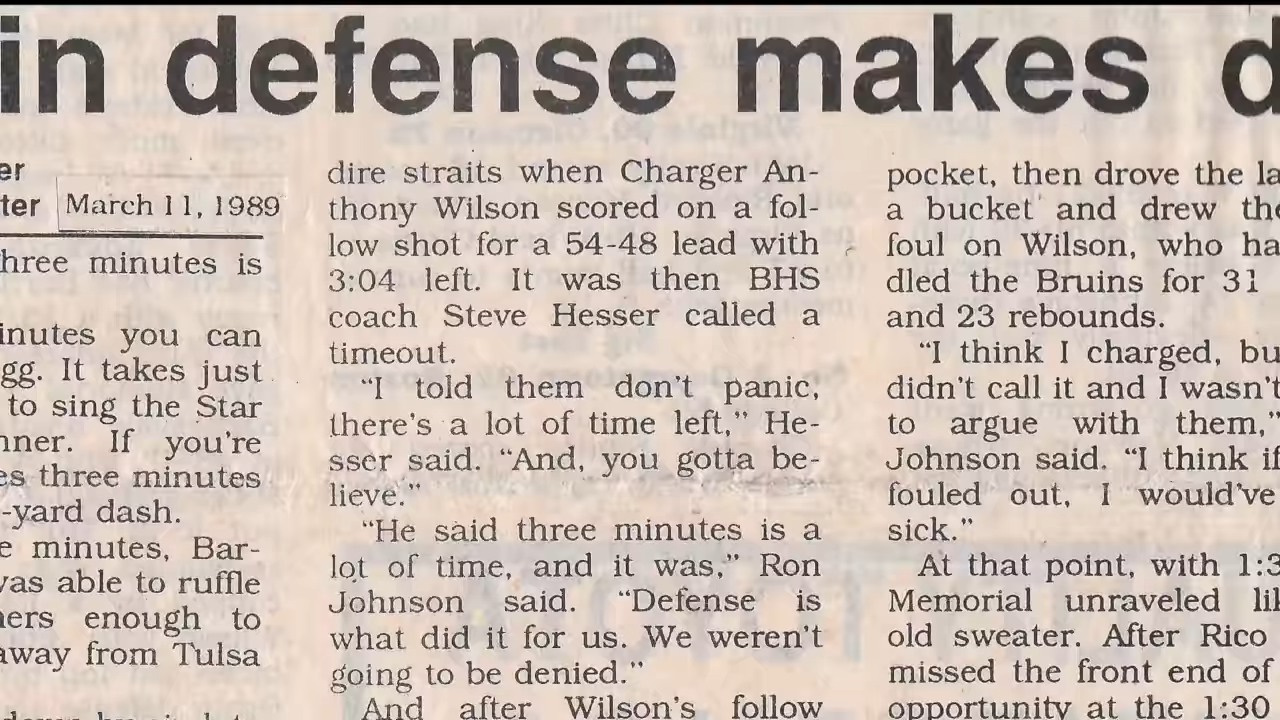 in defense makes d
er
ter
March 11, 1989
hree minutes is
inutes you can
gg. It takes just
to sing the Star
nner. If you're
es three minutes
-yard dash.
e minutes, Bar-
was able to ruffle
ners enough to
away from Tulsa
dire straits when Charger An-
thony Wilson scored on a fol-
low shot for a 54-48 lead with
3:04 left. It was then BHS
coach Steve Hesser called a
timeout.
"I told them don't panic,
there's a lot of time left," He-
sser said. "And, you gotta be-
lieve."
"He said three minutes is a
lot of time, and it was," Ron
Johnson said. "Defense is
what did it for us. We weren't
going to be denied."
And after Wilson's follow
pocket, then drove the la
a bucket and drew the
foul on Wilson, who ha
dled the Bruins for 31
and 23 rebounds.
"I think I charged, bu
didn't call it and I wasn't
to argue with them,"
Johnson said. "I think if
fouled out, I would've
sick."
At that point, with 1:3
Memorial unraveled lik
old sweater. After Rico
missed the front end of
opportunity at the 1:30